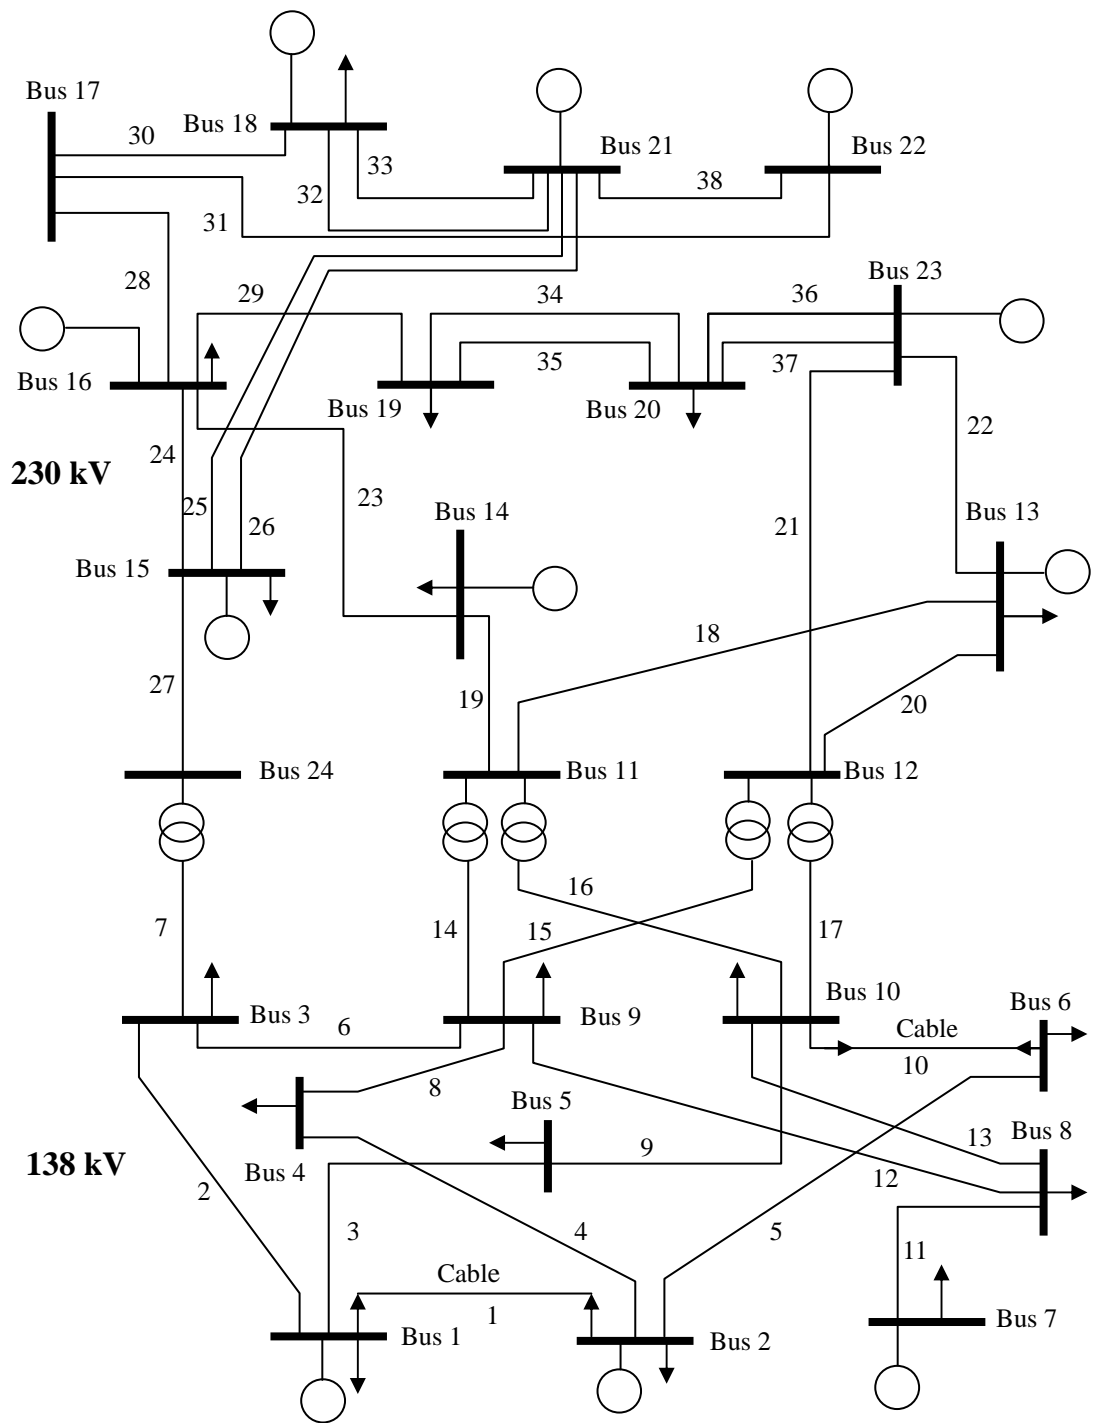 Bus 17
Bus 18
Bus 21
Bus 22
30
33
32
38
31
28
29
34
36
Bus 23
Bus 16
Bus 19
35
Bus 20
37
22
24
230 kV
25
26
23
Bus 14
21
Bus 13
Bus 15
18
27
19
20
Bus 24
Bus 11
Bus 12
16
7
14
15
17
Bus 3
6
Bus 9
Bus 10
Bus 6
Cable
10
8
Bus 5
Bus 4
9
13
Bus 8
138 kV
2
12
3
4
5
11
Cable
1
Bus 1
Bus 2
Bus 7